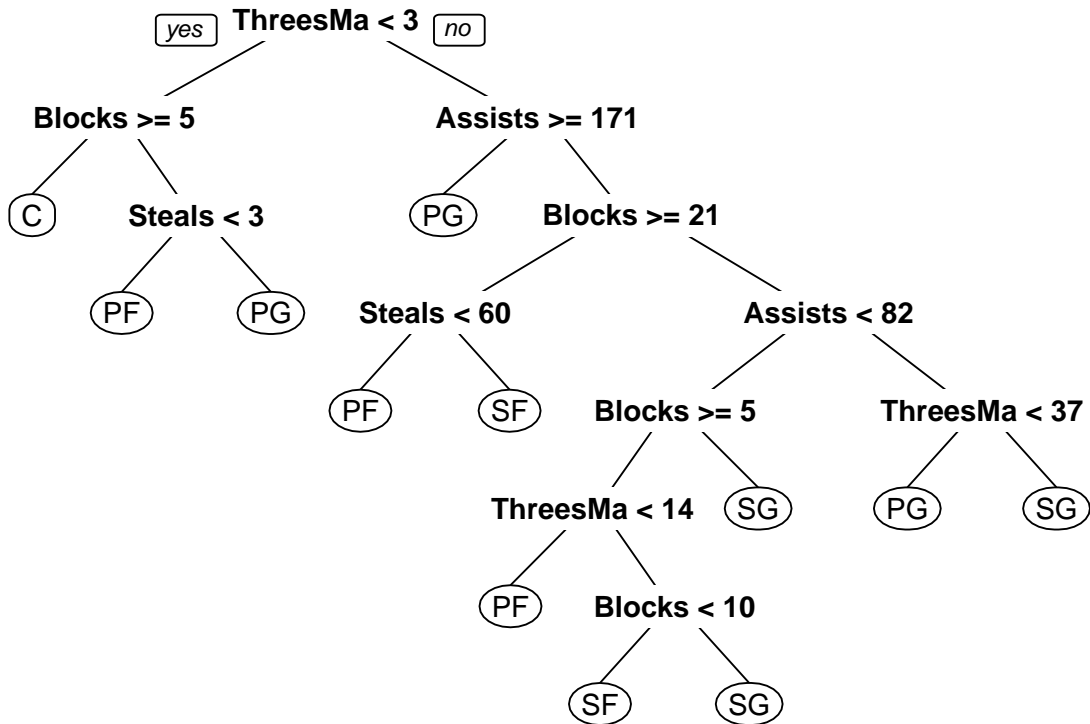 yes ThreesMa < 3 no
Blocks >= 5 Assists >= 171
C Steals < 3 PG Blocks >= 21
PF PG Steals < 60 Assists < 82
PF SF Blocks >= 5 ThreesMa < 37
ThreesMa < 14 SG PG SG
PF Blocks < 10
SF SG